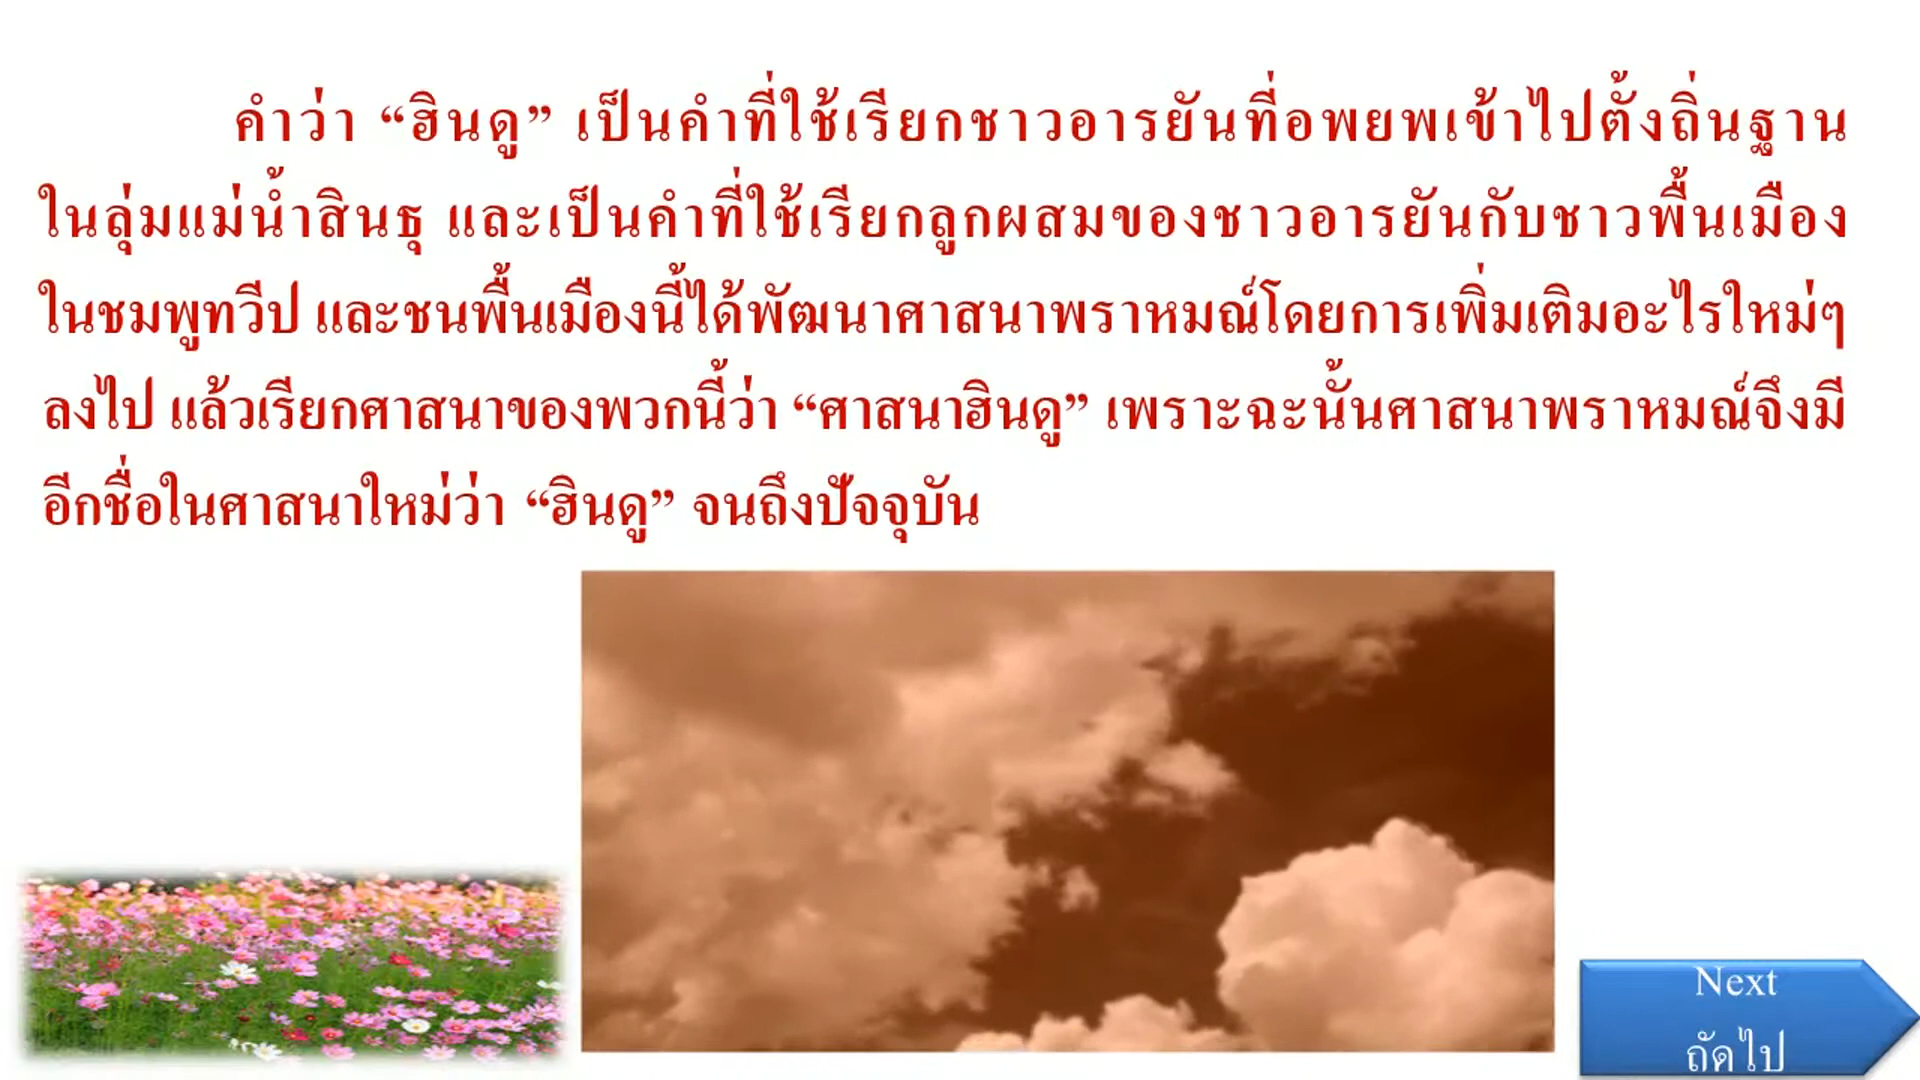 คำว่า “ฮินดู” เป็นคำที่ใช้เรียกชาวอารยันที่อพยพเข้าไปตั้งถิ่นฐาน
ในลุ่มแม่น้ำสินธุ และเป็นคำที่ใช้เรียกลูกผสมของชาวอารยันกับชาวพื้นเมือง
ในชมพูทวีป และชนพื้นเมืองนี้ได้พัฒนาศาสนาพราหมณ์โดยการเพิ่มเติมอะไรใหม่ๆ
ลงไป แล้วเรียกศาสนาของพวกนี้ว่า “ศาสนาฮินดู” เพราะฉะนั้นศาสนาพราหมณ์จึงมี
อีกชื่อในศาสนาใหม่ว่า “ฮินดู” จนถึงปัจจุบัน
Next
ถัดไป